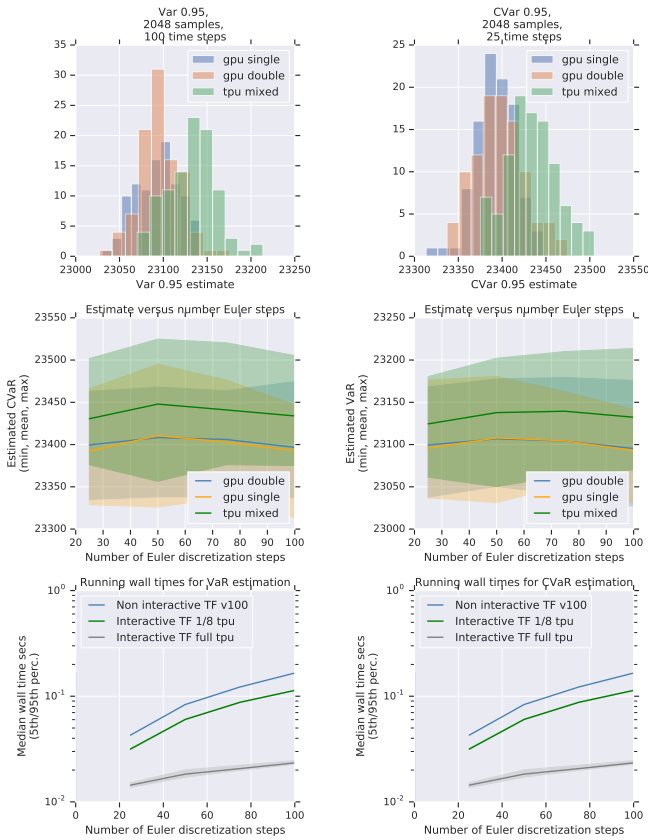 Var 0.95,
2048 samples,
100 time steps
35
30
25
20
15
10
5
0
gpu single
gpu double
tpu mixed
23000 23050 23100 23150 23200 23250
Var 0.95 estimate
CVar 0.95,
2048 samples,
25 time steps
25
20
15
10
5
0
gpu single
gpu double
tpu mixed
23300 23350 23400 23450 23500 23550
CVar 0.95 estimate
Estimate versus number Euler steps
Estimated CVaR
(min, mean, max)
23550
23500
23450
23400
23350
23300
gpu double
gpu single
tpu mixed
20 25 30 10 50 50 70 75 80 90 100
Number of Euler discretization steps
Estimate versus number Euler steps
Estimated VaR
(min, mean, max)
23250
23200
23150
23100
23050
23000
gpu double
gpu single
tpu mixed
20 25 30 10 50 50 70 75 80 90 100
Number of Euler discretization steps
Running wall times for VaR estimation
Median wall time secs
(5th/95th perc.)
10^0
10^-1
10^-2
Non interactive TF v100
Interactive TF 1/8 tpu
Interactive TF full tpu
0 20 40 60 80 100
Number of Euler discretization steps
Running wall times for CVaR estimation
Median wall time secs
(5th/95th perc.)
10^0
10^-1
10^-2
Non interactive TF v100
Interactive TF 1/8 tpu
Interactive TF full tpu
0 20 40 60 80 100
Number of Euler discretization steps